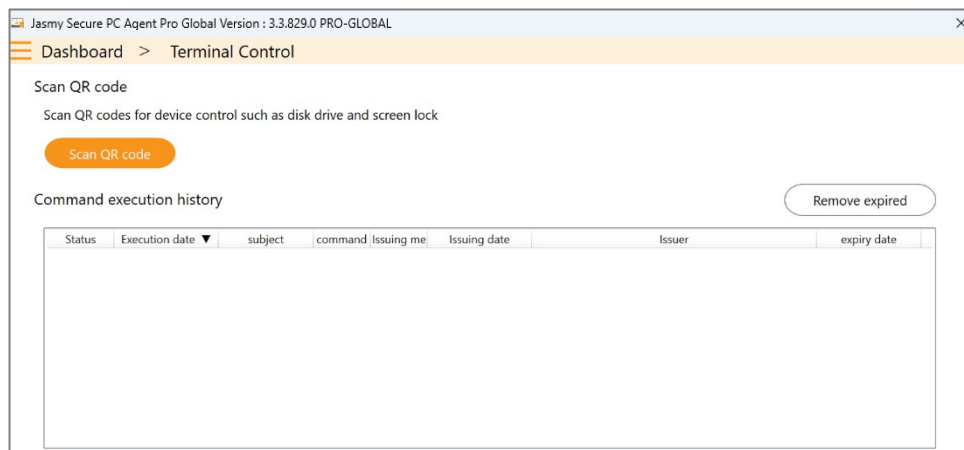 Jasmy Secure PC Agent Pro Global Version : 3.3.829.0 PRO-GLOBAL
Dashboard > Terminal Control
Scan QR code
Scan QR codes for device control such as disk drive and screen lock
Scan QR code
Command execution history
Remove expired
Status Execution date ▼ subject command Issuing me Issuing date Issuer expiry date